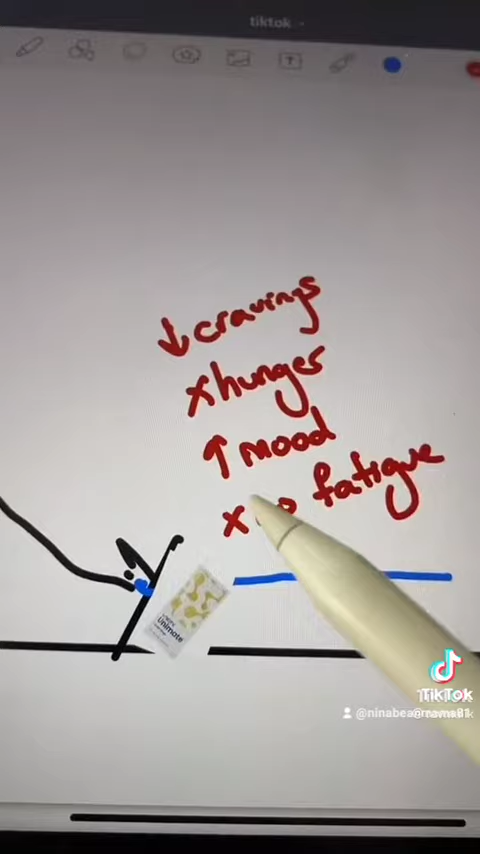 tiktok
↓cravings
xhunger
↑mood
x fatigue
Unimate
TikTok